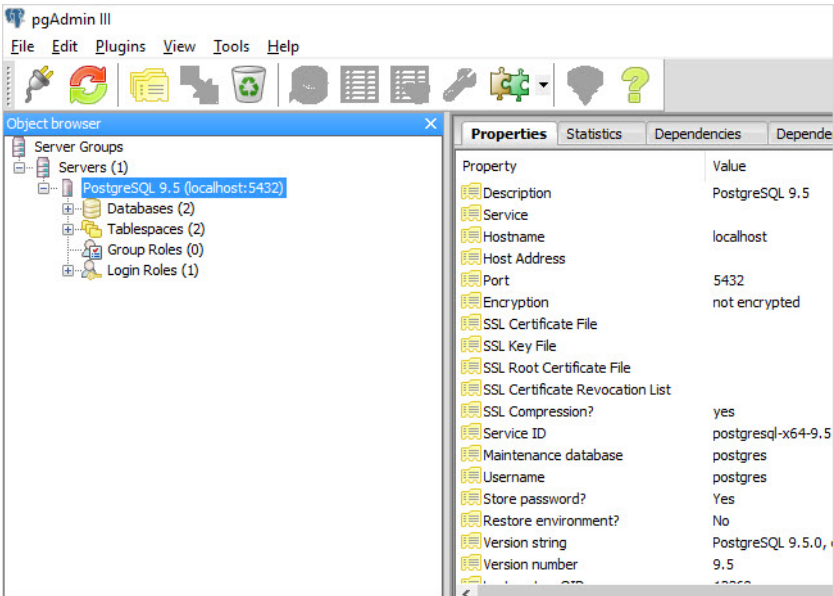 pgAdmin III
File Edit Plugins View Tools Help
Object browser
Server Groups
Servers (1)
PostgreSQL 9.5 (localhost:5432)
Databases (2)
Tablespaces (2)
Group Roles (0)
Login Roles (1)
Properties Statistics Dependencies Depende
Property Value
Description PostgreSQL 9.5
Service
Hostname localhost
Host Address
Port 5432
Encryption not encrypted
SSL Certificate File
SSL Key File
SSL Root Certificate File
SSL Certificate Revocation List
SSL Compression? yes
Service ID postgresql-x64-9.5
Maintenance database postgres
Username postgres
Store password? Yes
Restore environment? No
Version string PostgreSQL 9.5.0,
Version number 9.5